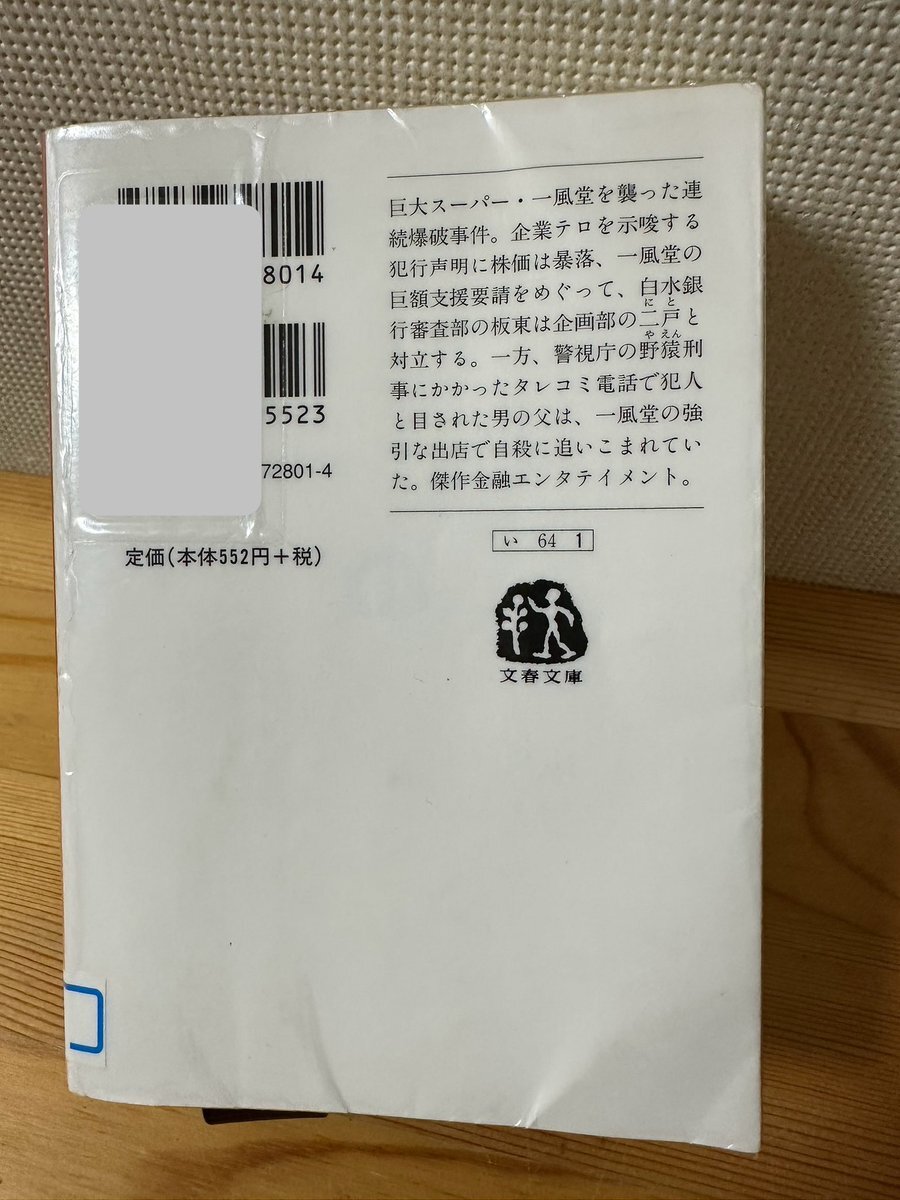 8014
5523
72801-4
定価(本体552円+税)
巨大スーパー・一風堂を襲った連
続爆破事件。企業テロを示唆する
犯行声明に株価は暴落、一風堂の
巨額支援要請をめぐって、白水銀
行審査部の板東は企画部の二戸と
にと
対立する。一方、警視庁の野猿刑
やえん
事にかかったタレコミ電話で犯人
と目された男の父は、一風堂の強
引な出店で自殺に追いこまれてい
た。傑作金融エンタテイメント。
い 64 1
文春文庫